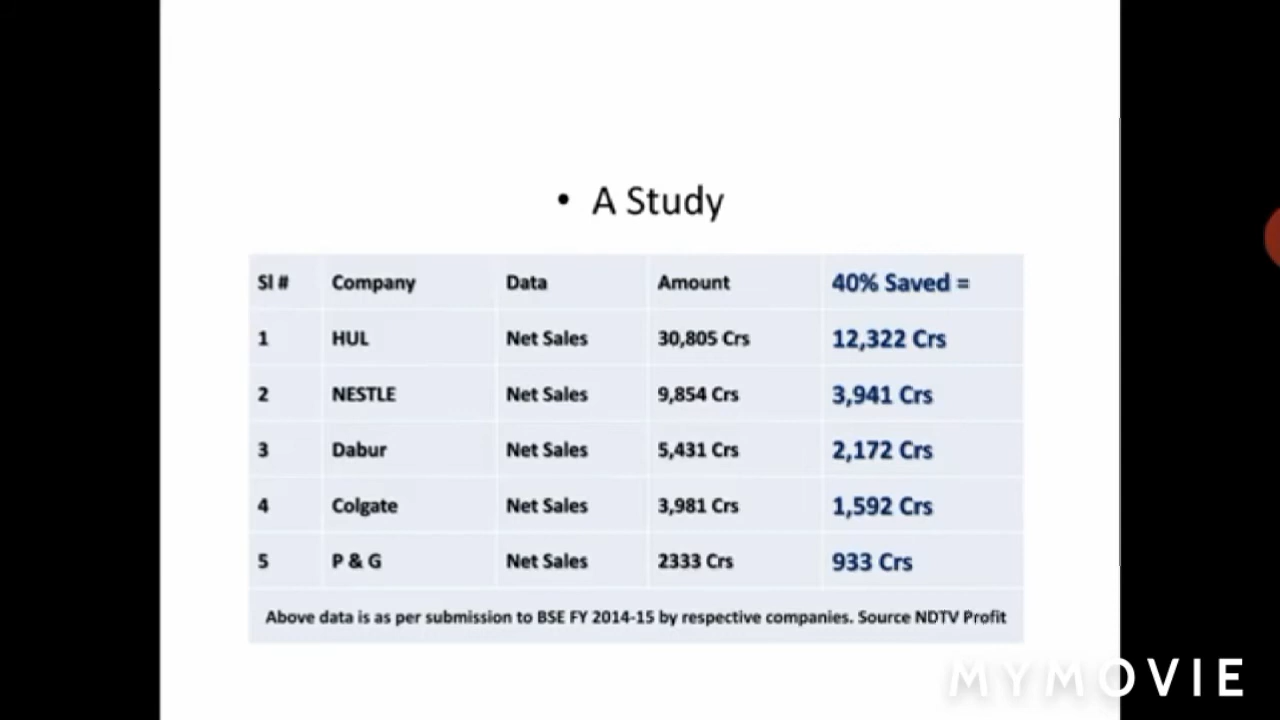 • A Study
Sl # Company Data Amount 40% Saved =
1 HUL Net Sales 30,805 Crs 12,322 Crs
2 NESTLE Net Sales 9,854 Crs 3,941 Crs
3 Dabur Net Sales 5,431 Crs 2,172 Crs
4 Colgate Net Sales 3,981 Crs 1,592 Crs
5 P & G Net Sales 2333 Crs 933 Crs
Above data is as per submission to BSE FY 2014-15 by respective companies. Source NDTV Profit
MYMOVIE